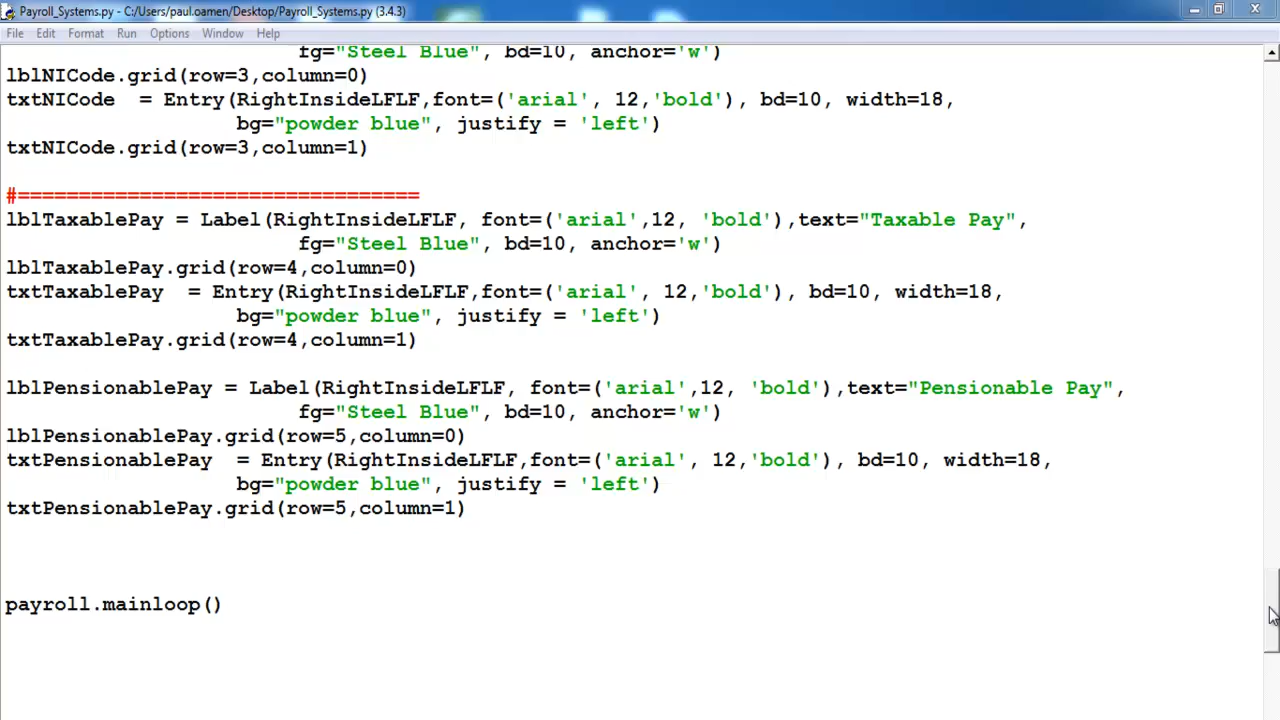 Payroll_Systems.py - C:/Users/paul.oamen/Desktop/Payroll_Systems.py (3.4.3)
File Edit Format Run Options Window Help
fg="Steel Blue", bd=10, anchor='w')
lblNICode.grid(row=3,column=0)
txtNICode  = Entry(RightInsideLFLF,font=('arial', 12,'bold'), bd=10, width=18,
                   bg="powder blue", justify = 'left')
txtNICode.grid(row=3,column=1)
#=================================
lblTaxablePay = Label(RightInsideLFLF, font=('arial',12, 'bold'),text="Taxable Pay",
                        fg="Steel Blue", bd=10, anchor='w')
lblTaxablePay.grid(row=4,column=0)
txtTaxablePay  = Entry(RightInsideLFLF,font=('arial', 12,'bold'), bd=10, width=18,
                   bg="powder blue", justify = 'left')
txtTaxablePay.grid(row=4,column=1)
lblPensionablePay = Label(RightInsideLFLF, font=('arial',12, 'bold'),text="Pensionable Pay",
                        fg="Steel Blue", bd=10, anchor='w')
lblPensionablePay.grid(row=5,column=0)
txtPensionablePay  = Entry(RightInsideLFLF,font=('arial', 12,'bold'), bd=10, width=18,
                   bg="powder blue", justify = 'left')
txtPensionablePay.grid(row=5,column=1)
payroll.mainloop()